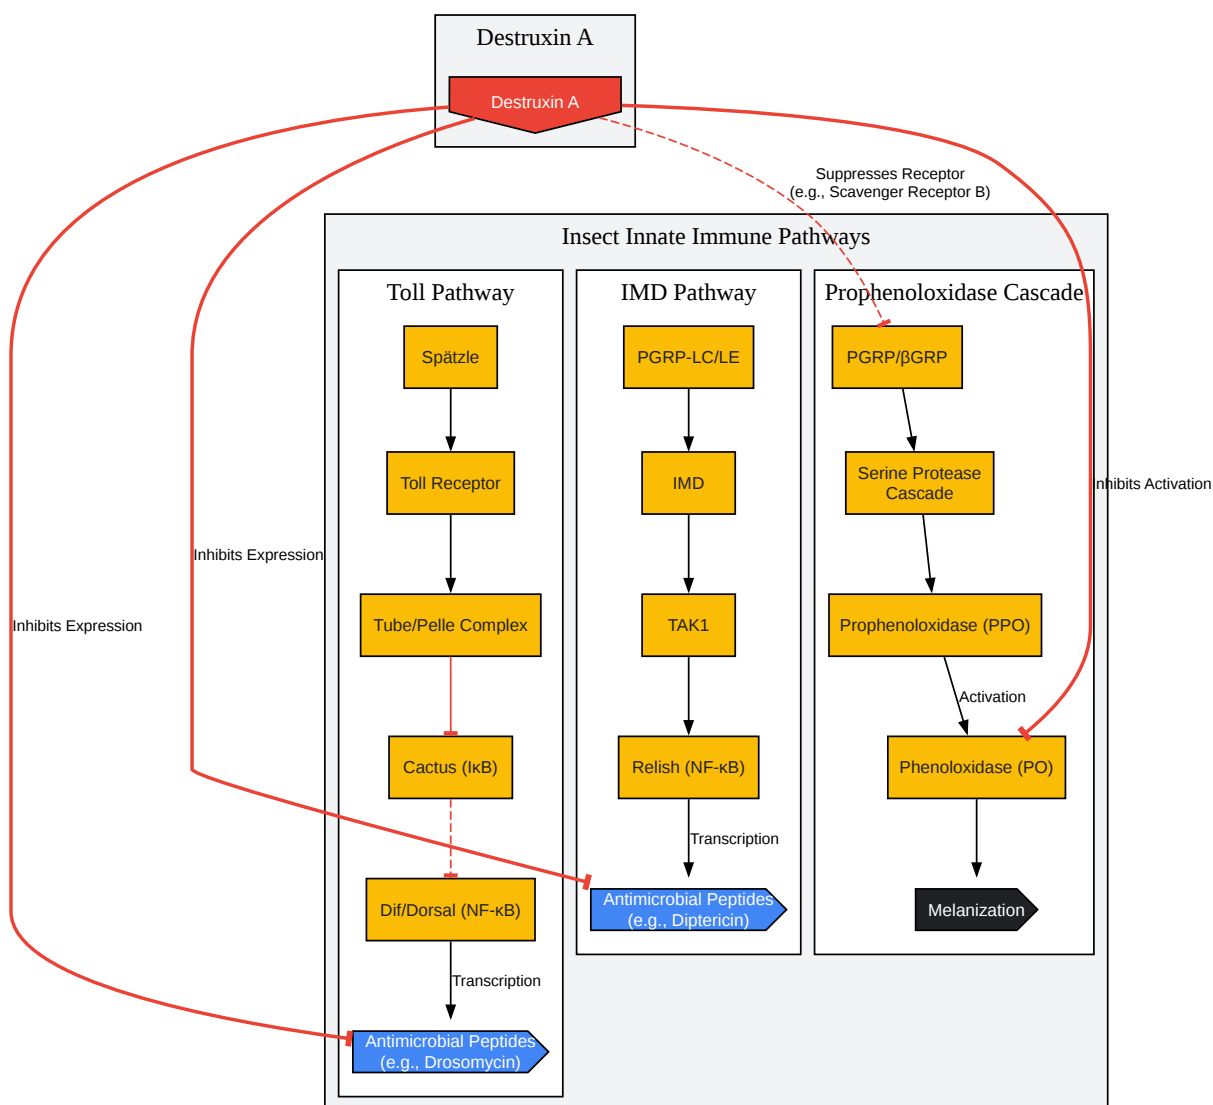 Destruxin A
Destruxin A
Suppresses Receptor
(e.g., Scavenger Receptor B)
Insect Innate Immune Pathways
Toll Pathway
IMD Pathway
Prophenoloxidase Cascade
Spätzle
PGRP-LC/LE
PGRP/βGRP
Toll Receptor
IMD
Serine Protease
Cascade
Inhibits Activation
Inhibits Expression
Inhibits Expression
Tube/Pelle Complex
TAK1
Prophenoloxidase (PPO)
Activation
Cactus (IκB)
Relish (NF-κB)
Phenoloxidase (PO)
Transcription
Antimicrobial Peptides
(e.g., Diptericin)
Melanization
Dif/Dorsal (NF-κB)
Transcription
Antimicrobial Peptides
(e.g., Drosomycin)